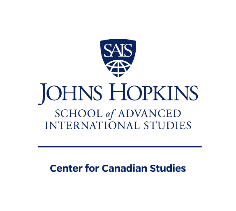 SAIS
JOHNS HOPKINS
SCHOOL of ADVANCED
INTERNATIONAL STUDIES
Center for Canadian Studies